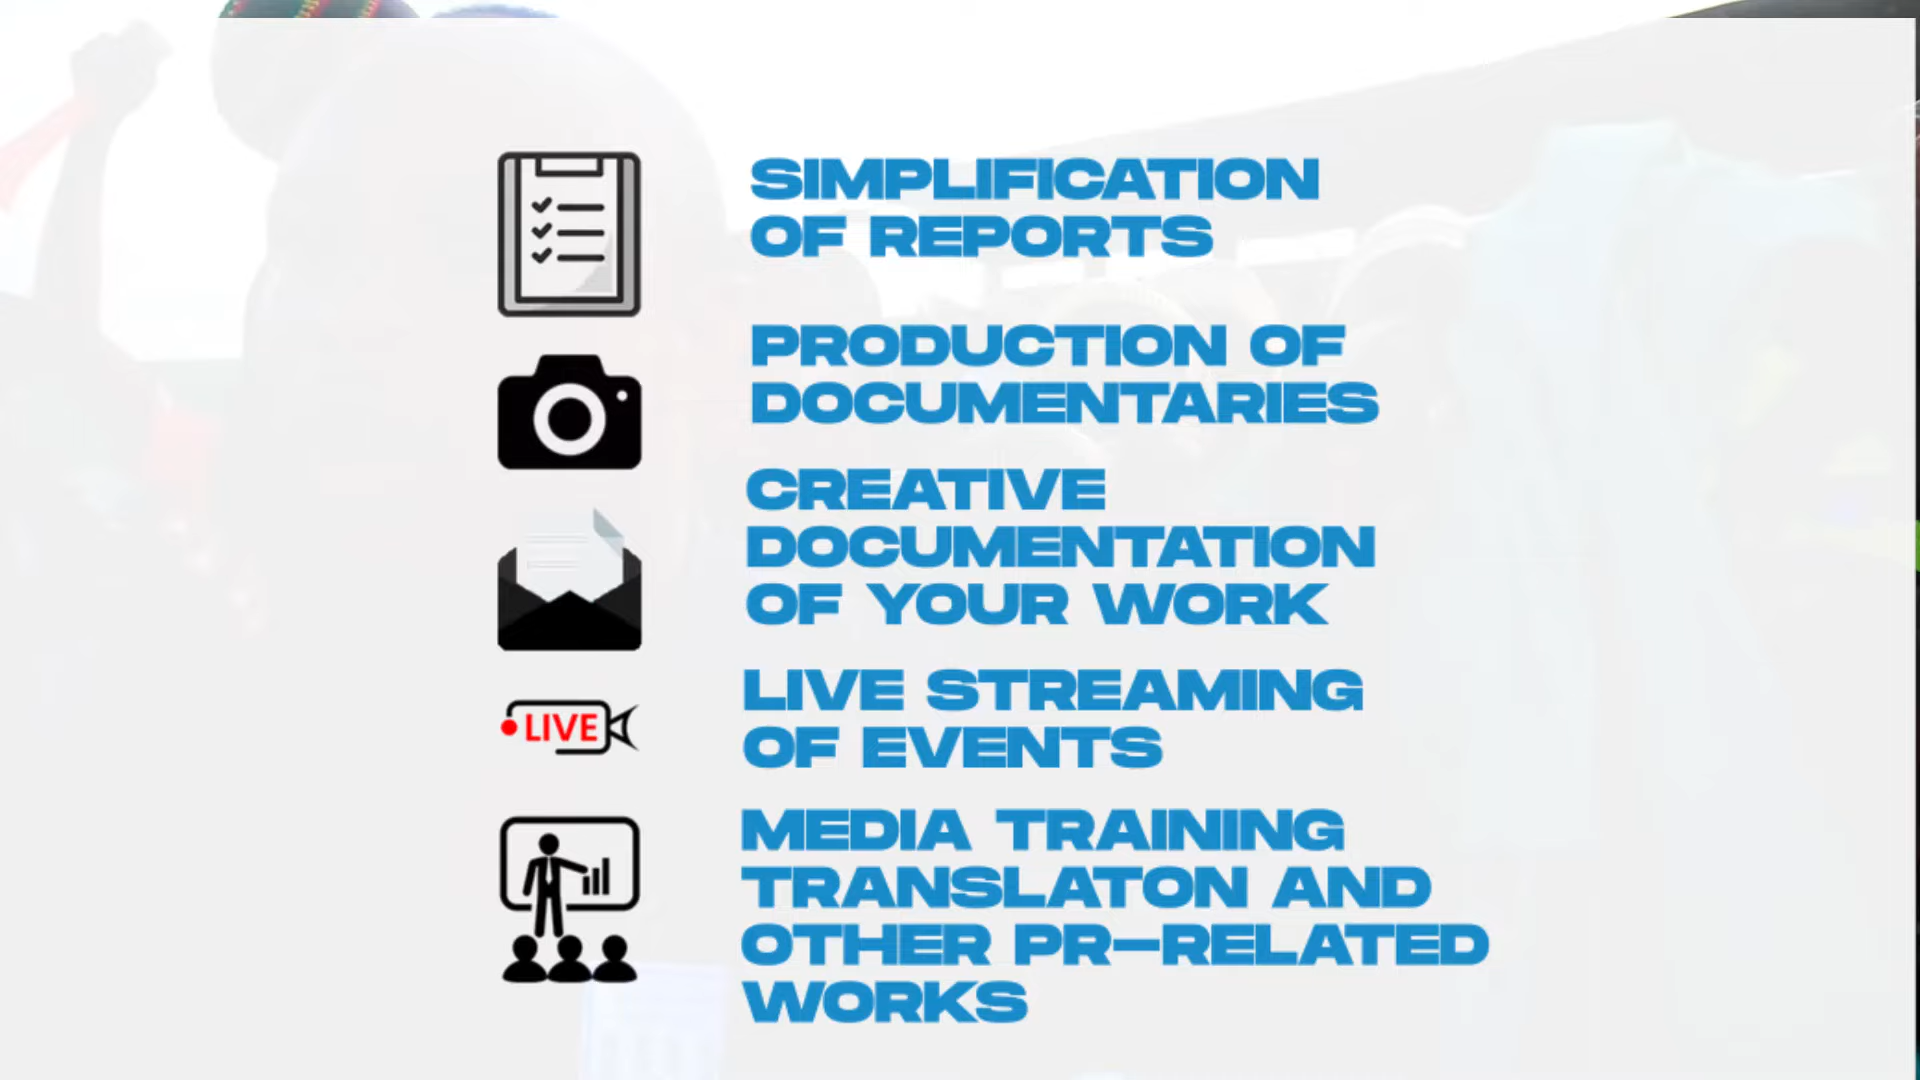 SIMPLIFICATION
OF REPORTS
PRODUCTION OF
DOCUMENTARIES
CREATIVE
DOCUMENTATION
OF YOUR WORK
LIVE
LIVE STREAMING
OF EVENTS
MEDIA TRAINING
TRANSLATON AND
OTHER PR-RELATED
WORKS